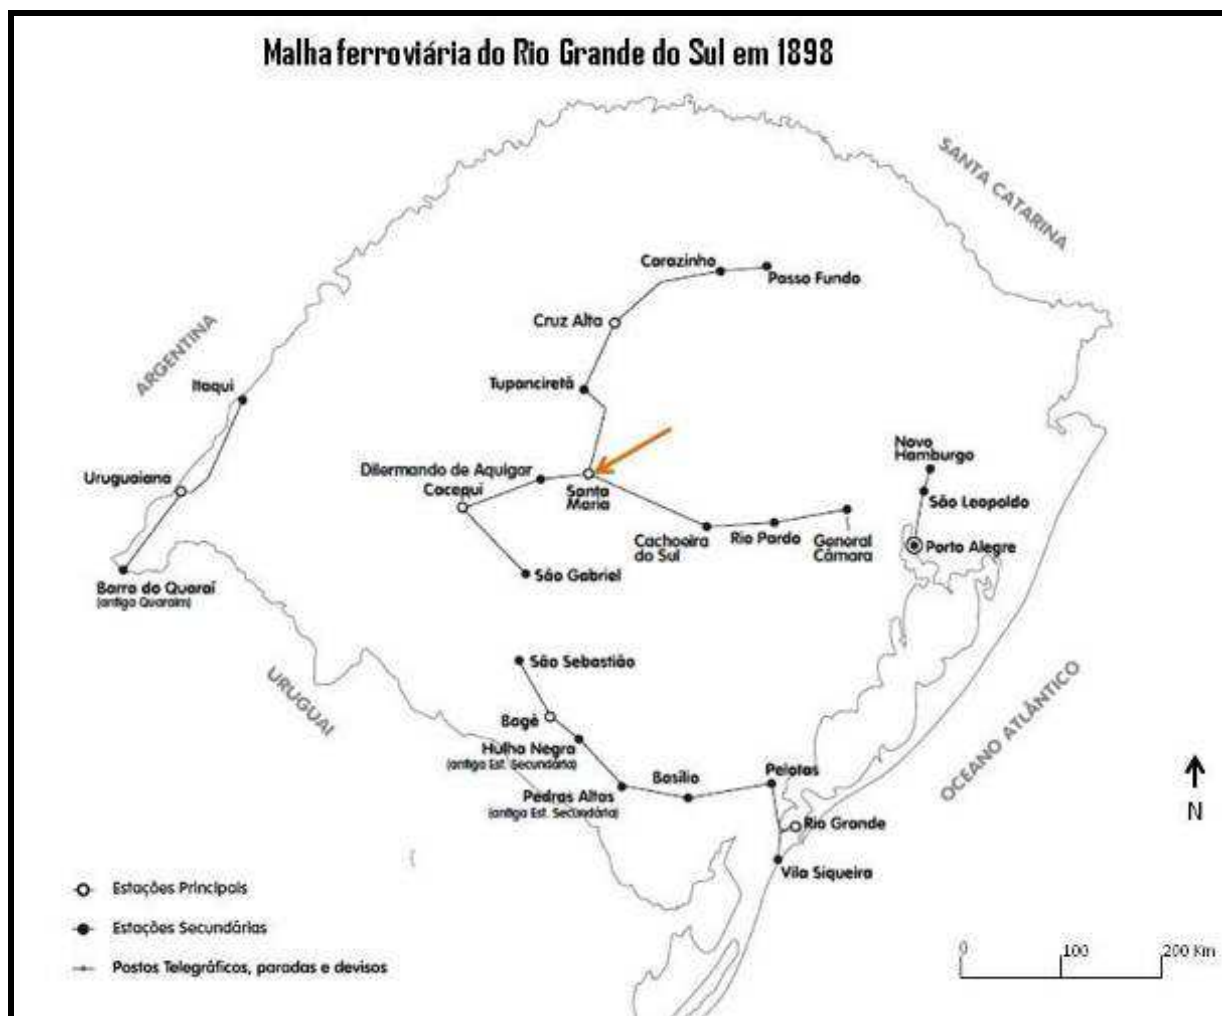 Malha ferroviária do Rio Grande do Sul em 1898
SANTA CATARINA
Carazinho
Passo Fundo
Cruz Alta
ARGENTINA
Itaqui
Tupanciretã
Novo
Hamburgo
Dilermando de Aquigar
Uruguaiana
Cacequi
Santa
Maria
São Leopoldo
Cachoeira
do Sul
Rio Pardo
General
Câmara
Porto Alegre
São Gabriel
Barra do Quaraí
(antiga Quaraim)
São Sebastião
URUGUAI
OCEANO ATLÂNTICO
Bagé
Hulha Negra
(antiga Est. Secundária)
Basílio
Pelotas
Pedras Altas
(antiga Est. Secundária)
N
Rio Grande
Vila Siqueira
Estações Principais
Estações Secundárias
Postos Telegráficos, paradas e devisos
0 100 200 Km